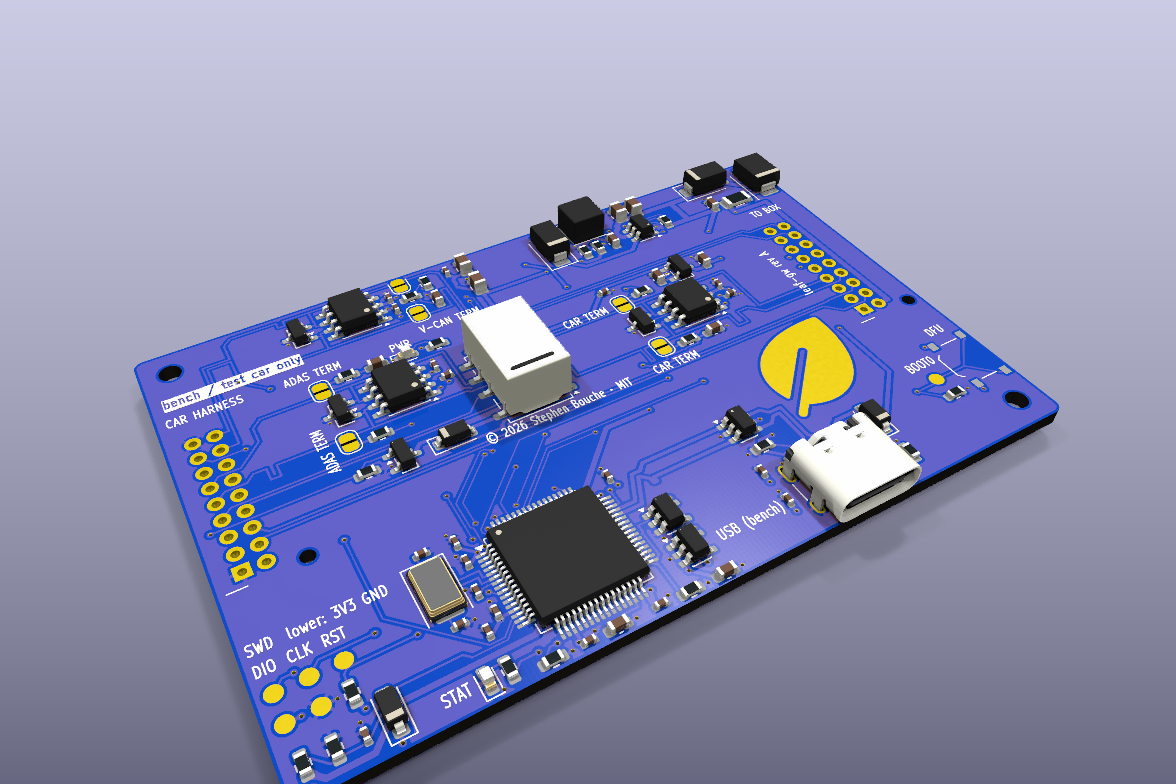 TO BOX
leaf-gw rev A
V-CAN TERM
CAR TERM
DFU
PWR
BOOT0
CAR TERM
bench / test car only
ADAS TERM
CAR HARNESS
© 2026 Stephen Bouche - MIT
ADAS TERM
USB (bench)
SWD lower: 3V3 GND
DIO CLK RST
STAT